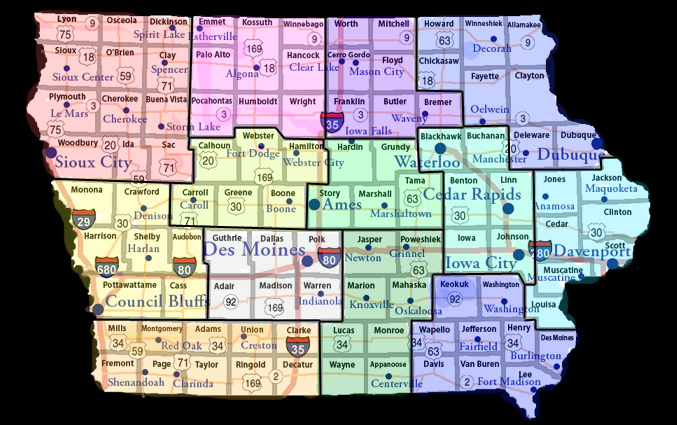 Lyon 9 Osceola Dickinson Emmet Kossuth Winnebago Worth Mitchell Howard Winneshiek Allamakee
75 Spirit Lake Estherville 9 9 63 Decorah 9
Sioux 18 O'Brien Clay Palo Alto 169 18 Hancock Cerro Gordo Floyd Chickasaw
Sioux Center 59 Spencer 71 Algona Clear Lake Mason City 18 Fayette Clayton
Plymouth 3 Cherokee Buena Vista Pocahontas Humboldt Wright Franklin Butler Bremer Oelwein
Le Mars Cherokee Storm Lake 3 35 3 Waverly 3
75 Webster Iowa Falls
Woodbury 20 Ida Sac Calhoun Fort Dodge Hamilton Hardin Grundy Blackhawk Buchanan 20 Deleware Dubuque
Sioux City 59 71 20 169 Webster City Waterloo Manchester Dubuque
Monona Crawford Carroll Greene Boone Story Marshall Tama Benton Linn Jones Jackson
29 30 Denison Caroll 71 30 Boone Ames Marshaltown 63 Cedar Rapids 30 Anamosa Maquoketa
Clinton
Harrison Shelby Audobon Guthrie Dallas Polk Jasper Poweshiek Iowa Johnson Cedar 30
680 Harlan 80 Des Moines 80 Newton Grinnel 63 Iowa City 80 Davenport Scott
Pottawattame Cass Adair Madison Warren Marion Mahaska Keokuk Washington Muscatine
Council Bluffs 92 169 Indianola Knoxville Oskaloosa 92 Washington Muscatine
Louisa
Mills Montgomery Adams Union Clarke Lucas Monroe Wapello Jefferson Henry Des Moines
34 59 Red Oak 34 Creston 35 34 34 63 Fairfield 34 Burlington
Fremont Page 71 Taylor Ringold 2 Decatur Wayne Appanoose Davis Van Buren Lee
Shenandoah Clarinda 169 Centerville 2 Fort Madison